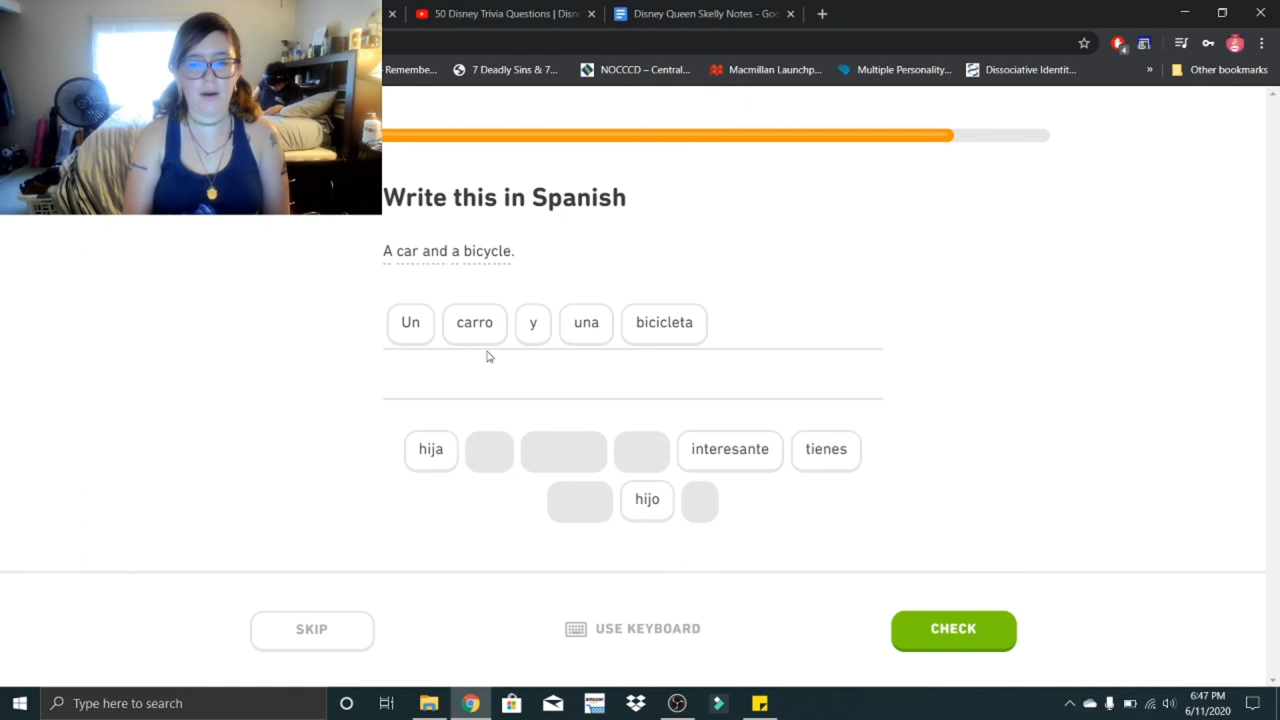 50 Disney Trivia Questions | Disn
Disney Queen Skelly Notes - Goo
4
Remembe...
7 Deadly Sins & 7...
NOCCCD – Central...
Macmillan Launchp...
Multiple Personality...
Dissociative Identit...
»
Other bookmarks
Write this in Spanish
A car and a bicycle.
Un carro y una bicicleta
hija interesante tienes
hijo
SKIP
USE KEYBOARD
CHECK
Type here to search
amazon
6:47 PM
6/11/2020